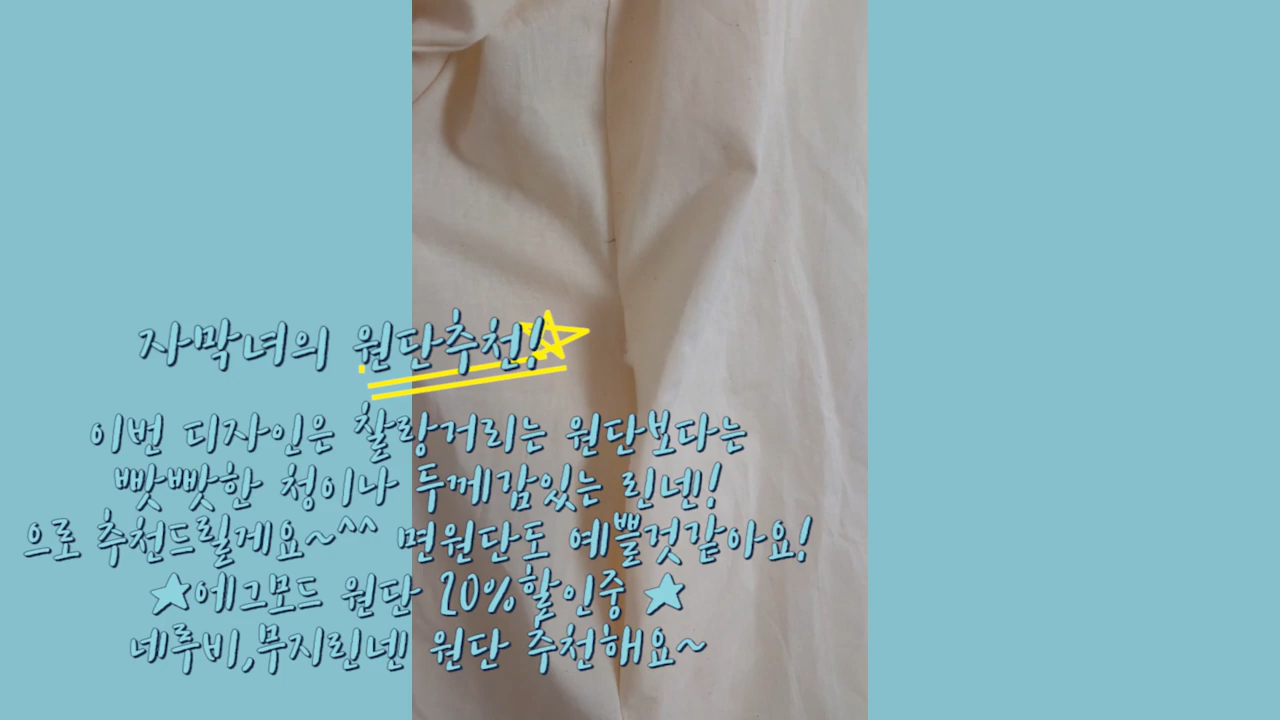 자막녀의 원단추천!
이번 디자인은 찰랑거리는 원단보다는
빳빳한 청이나 두께감있는 린넨!
으로 추천드릴게요~^^ 면원단도 예쁠것같아요!
★에그모드 원단 20%할인중 ★
네루비,무지린넨 원단 추천해요~